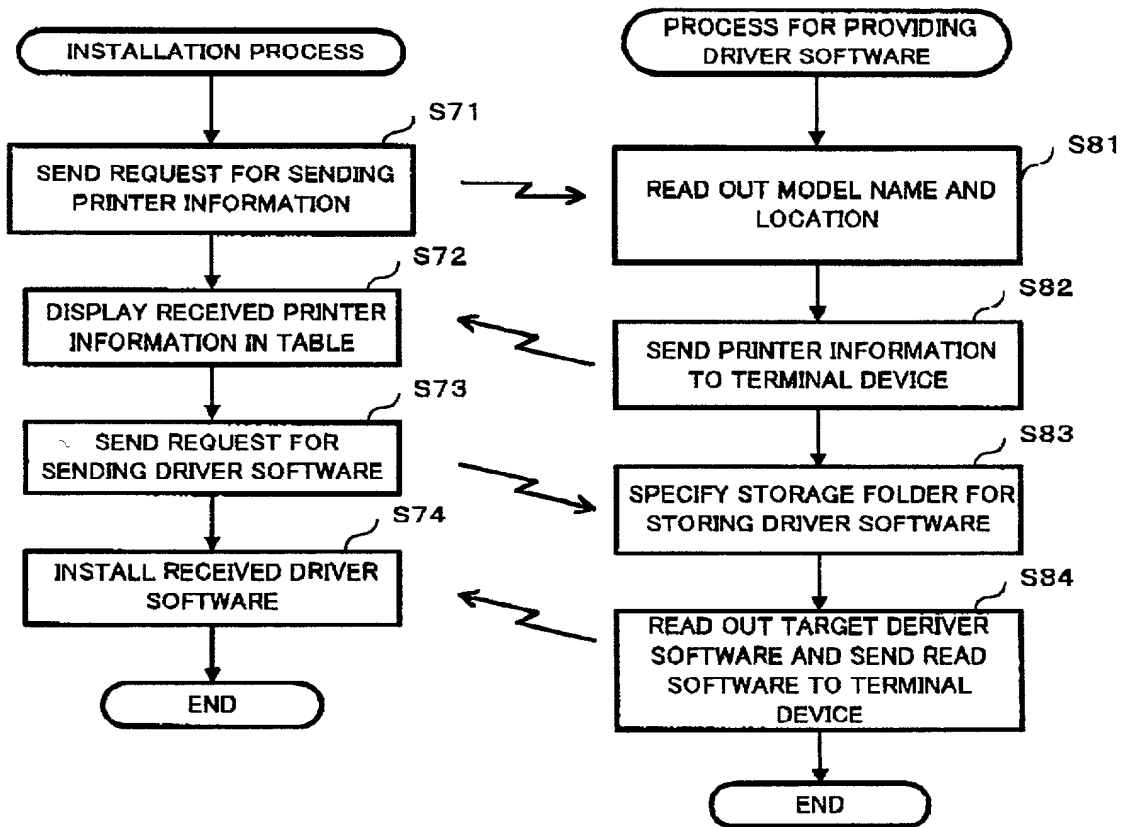 INSTALLATION PROCESS
S71
SEND REQUEST FOR SENDING
PRINTER INFORMATION
S72
DISPLAY RECEIVED PRINTER
INFORMATION IN TABLE
S73
SEND REQUEST FOR
SENDING DRIVER SOFTWARE
S74
INSTALL RECEIVED DRIVER
SOFTWARE
END
PROCESS FOR PROVIDING
DRIVER SOFTWARE
S81
READ OUT MODEL NAME AND
LOCATION
S82
SEND PRINTER INFORMATION
TO TERMINAL DEVICE
S83
SPECIFY STORAGE FOLDER FOR
STORING DRIVER SOFTWARE
S84
READ OUT TARGET DERIVER
SOFTWARE AND SEND READ
SOFTWARE TO TERMINAL
DEVICE
END